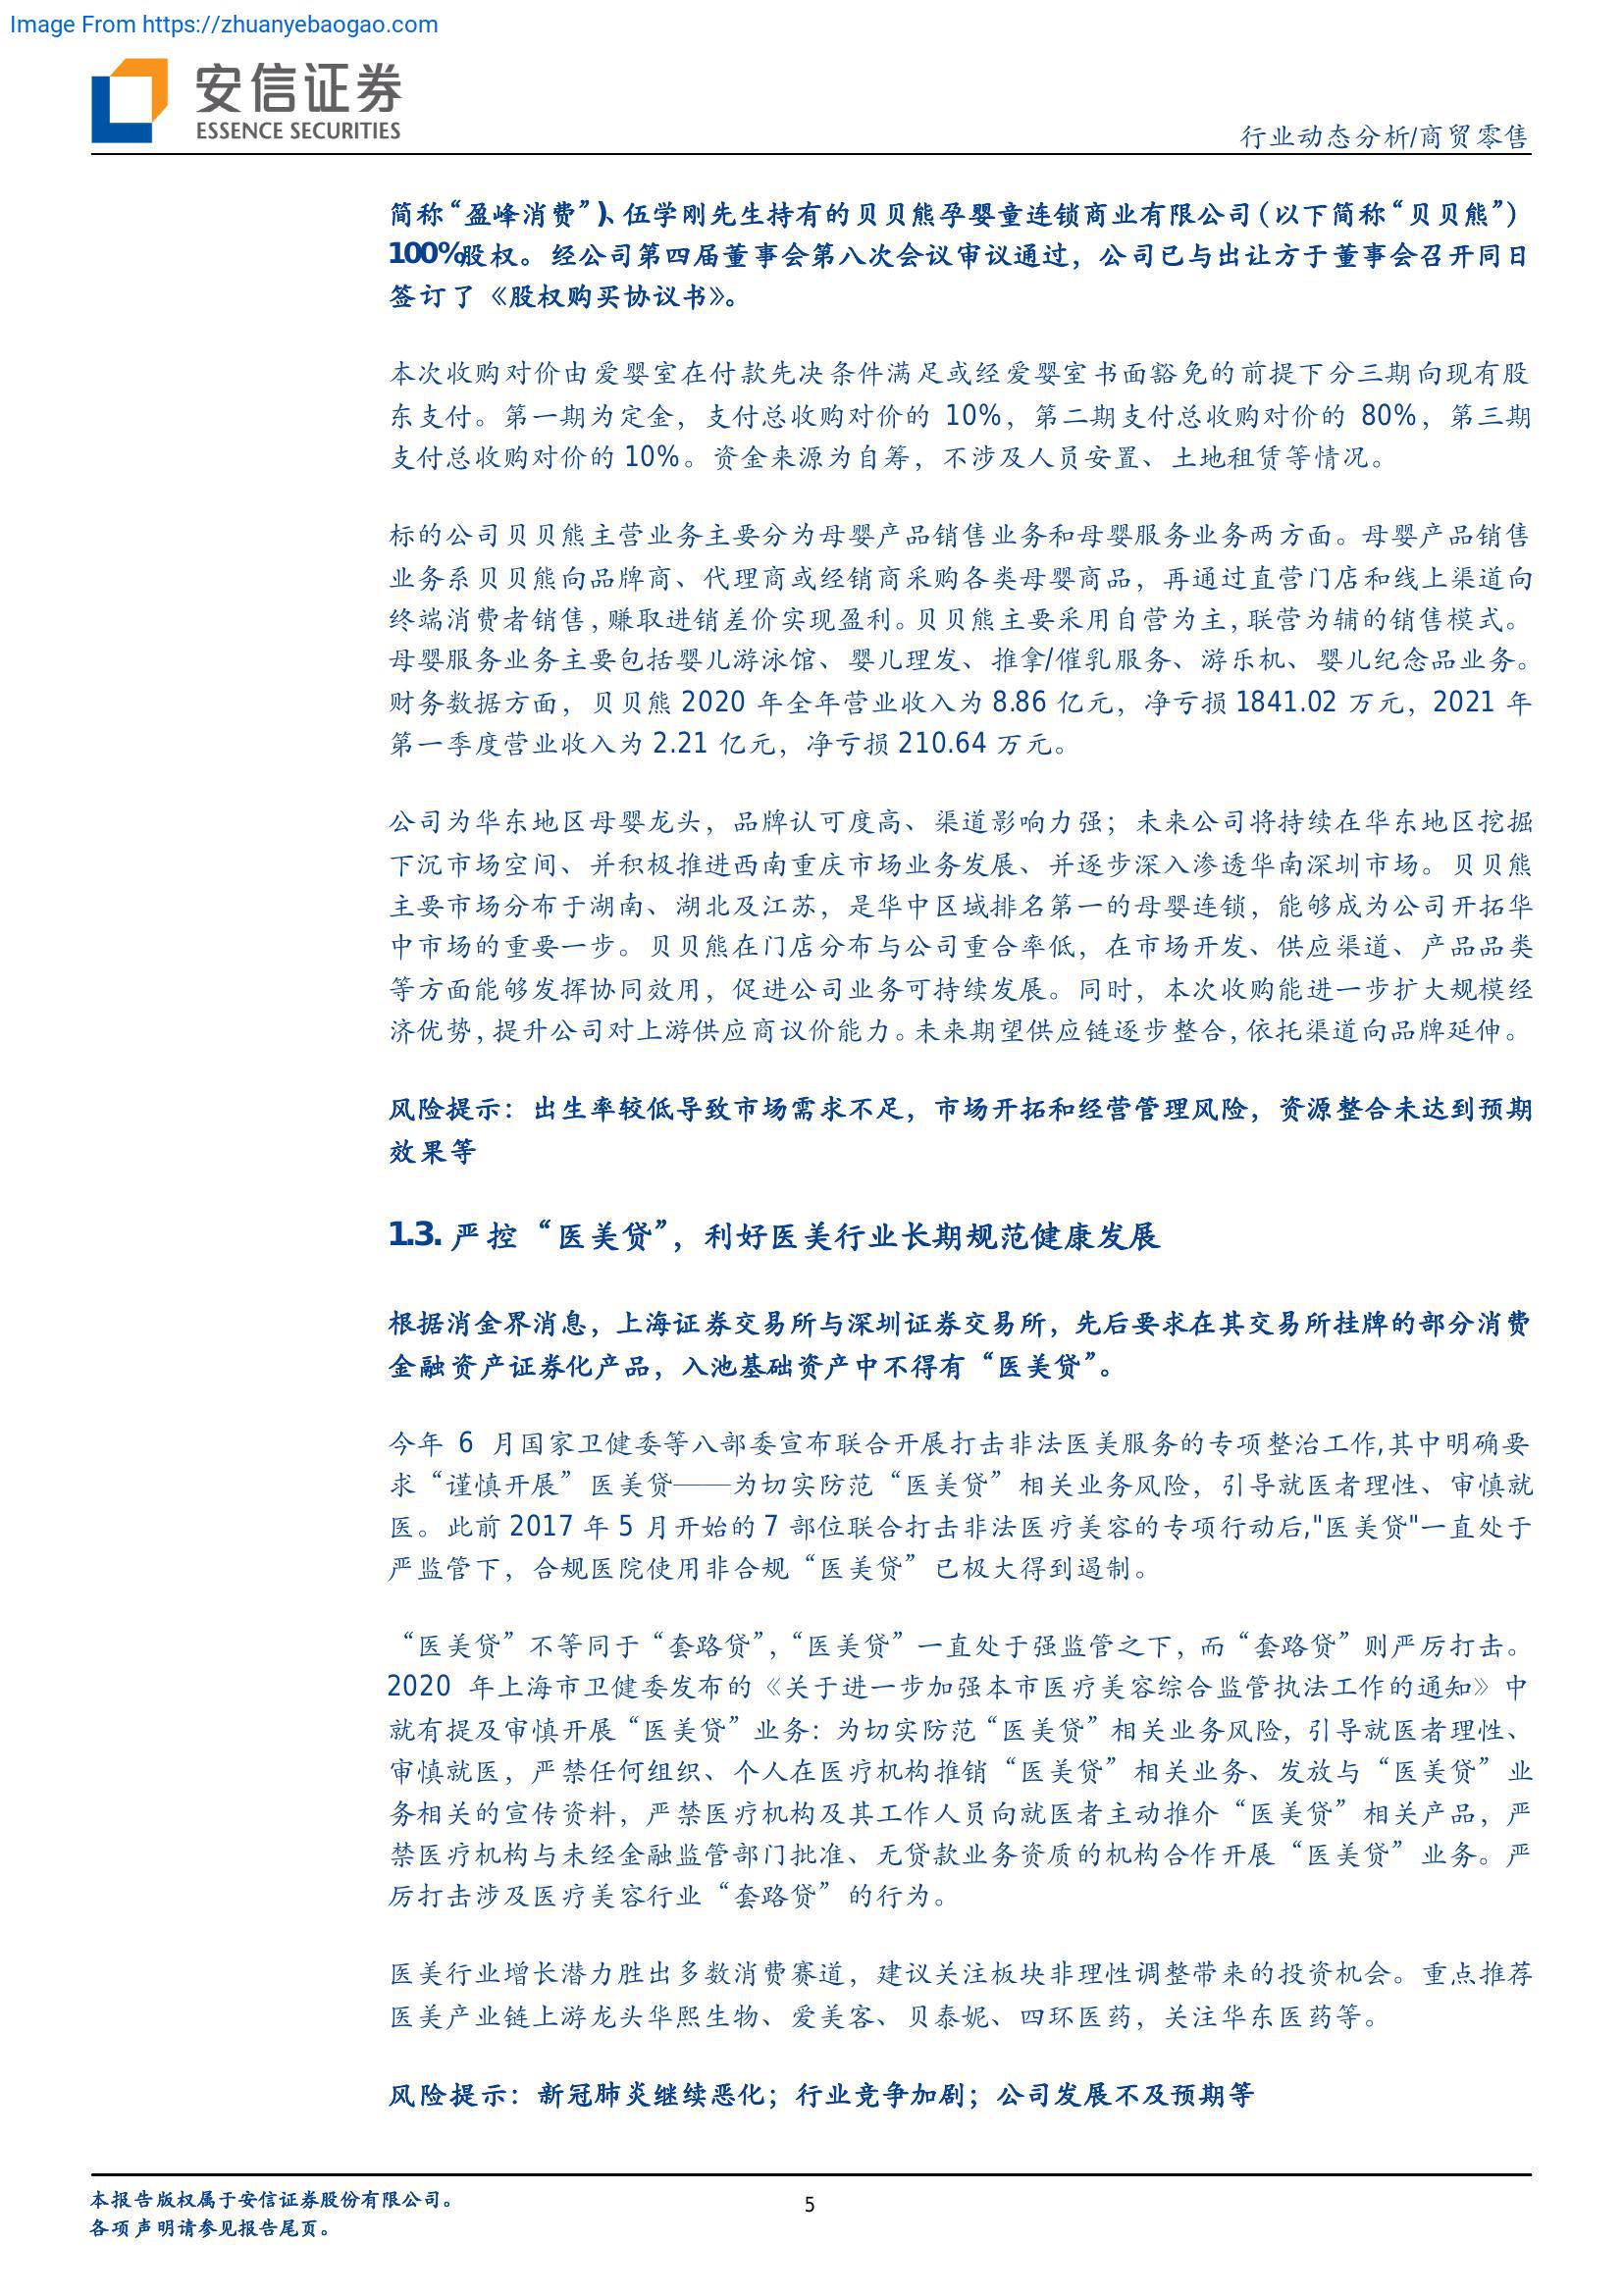 Image From https://zhuanyebaogao.com
安信证券
ESSENCE SECURITIES
行业动态分析/商贸零售
简称“盈峰消费”）、伍学刚先生持有的贝贝熊孕婴童连锁商业有限公司（以下简称“贝贝熊”）
100%股权。经公司第四届董事会第八次会议审议通过，公司已与出让方于董事会召开同日
签订了《股权购买协议书》。
本次收购对价由爱婴室在付款先决条件满足或经爱婴室书面豁免的前提下分三期向现有股
东支付。第一期为定金，支付总收购对价的 10%，第二期支付总收购对价的 80%，第三期
支付总收购对价的 10%。资金来源为自筹，不涉及人员安置、土地租赁等情况。
标的公司贝贝熊主营业务主要分为母婴产品销售业务和母婴服务业务两方面。母婴产品销售
业务系贝贝熊向品牌商、代理商或经销商采购各类母婴商品，再通过直营门店和线上渠道向
终端消费者销售，赚取进销差价实现盈利。贝贝熊主要采用自营为主，联营为辅的销售模式。
母婴服务业务主要包括婴儿游泳馆、婴儿理发、推拿/催乳服务、游乐机、婴儿纪念品业务。
财务数据方面，贝贝熊 2020 年全年营业收入为 8.86 亿元，净亏损 1841.02 万元，2021 年
第一季度营业收入为 2.21 亿元，净亏损 210.64 万元。
公司为华东地区母婴龙头，品牌认可度高、渠道影响力强；未来公司将持续在华东地区挖掘
下沉市场空间、并积极推进西南重庆市场业务发展、并逐步深入渗透华南深圳市场。贝贝熊
主要市场分布于湖南、湖北及江苏，是华中区域排名第一的母婴连锁，能够成为公司开拓华
中市场的重要一步。贝贝熊在门店分布与公司重合率低，在市场开发、供应渠道、产品品类
等方面能够发挥协同效用，促进公司业务可持续发展。同时，本次收购能进一步扩大规模经
济优势，提升公司对上游供应商议价能力。未来期望供应链逐步整合，依托渠道向品牌延伸。
风险提示：出生率较低导致市场需求不足，市场开拓和经营管理风险，资源整合未达到预期
效果等
1.3. 严控“医美贷”，利好医美行业长期规范健康发展
根据消金界消息，上海证券交易所与深圳证券交易所，先后要求在其交易所挂牌的部分消费
金融资产证券化产品，入池基础资产中不得有“医美贷”。
今年 6 月国家卫健委等八部委宣布联合开展打击非法医美服务的专项整治工作,其中明确要
求“谨慎开展”医美贷——为切实防范“医美贷”相关业务风险，引导就医者理性、审慎就
医。此前 2017 年 5 月开始的 7 部位联合打击非法医疗美容的专项行动后,"医美贷"一直处于
严监管下，合规医院使用非合规“医美贷”已极大得到遏制。
“医美贷”不等同于“套路贷”，“医美贷”一直处于强监管之下，而“套路贷”则严厉打击。
2020 年上海市卫健委发布的《关于进一步加强本市医疗美容综合监管执法工作的通知》中
就有提及审慎开展“医美贷”业务：为切实防范“医美贷”相关业务风险，引导就医者理性、
审慎就医，严禁任何组织、个人在医疗机构推销“医美贷”相关业务、发放与“医美贷”业
务相关的宣传资料，严禁医疗机构及其工作人员向就医者主动推介“医美贷”相关产品，严
禁医疗机构与未经金融监管部门批准、无贷款业务资质的机构合作开展“医美贷”业务。严
厉打击涉及医疗美容行业“套路贷”的行为。
医美行业增长潜力胜出多数消费赛道，建议关注板块非理性调整带来的投资机会。重点推荐
医美产业链上游龙头华熙生物、爱美客、贝泰妮、四环医药，关注华东医药等。
风险提示：新冠肺炎继续恶化；行业竞争加剧；公司发展不及预期等
本报告版权属于安信证券股份有限公司。
各项声明请参见报告尾页。
5